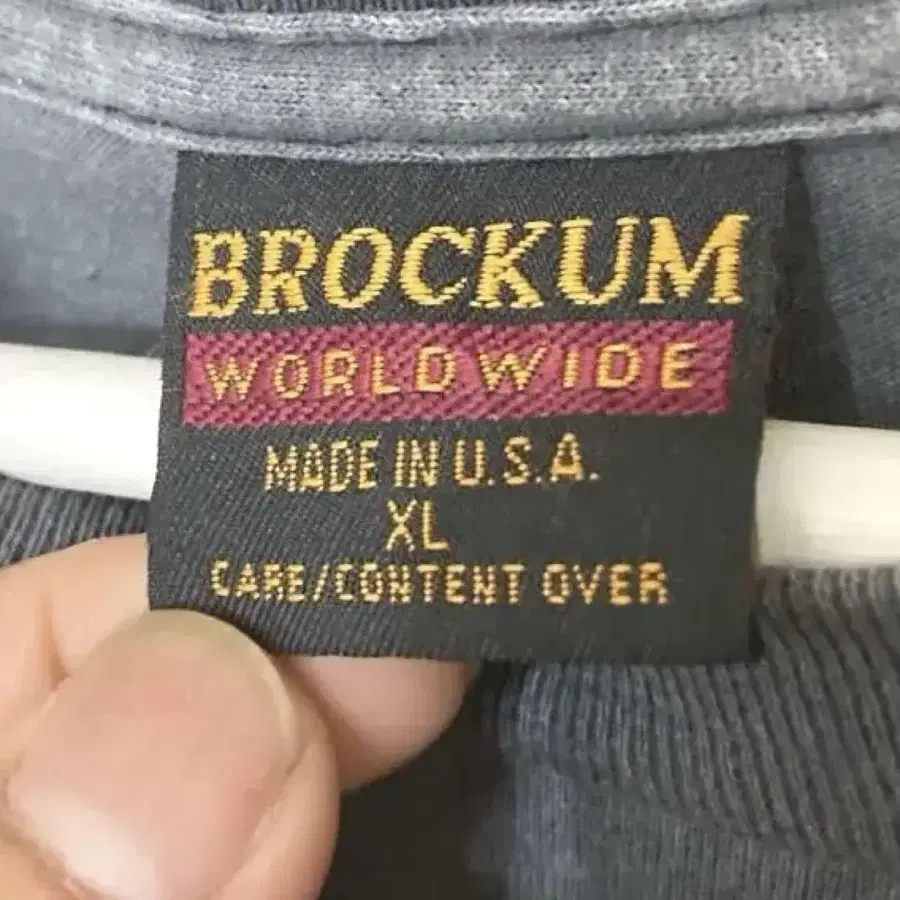 BROCKUM
WORLDWIDE
MADE IN U.S.A.
XL
CARE/CONTENT OVER